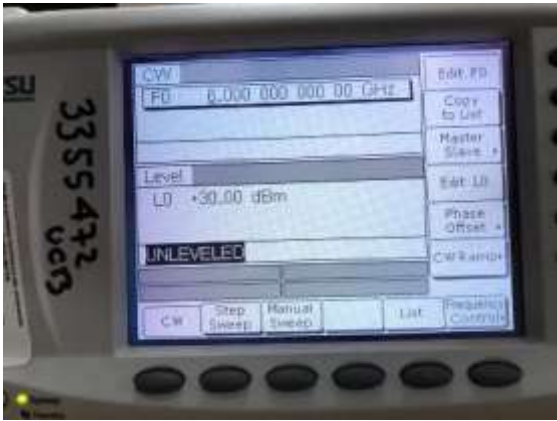 SU
3355472
UCB
CW
F0 6.000 000 000 00 GHz
Level
L0 +30.00 dBm
UNLEVELED
Edit F0
Copy
to List
Master
Slave
Edit L0
Phase
Offset
CW Ramp
CW
Step
Sweep
Manual
Sweep
List
Frequency
Control